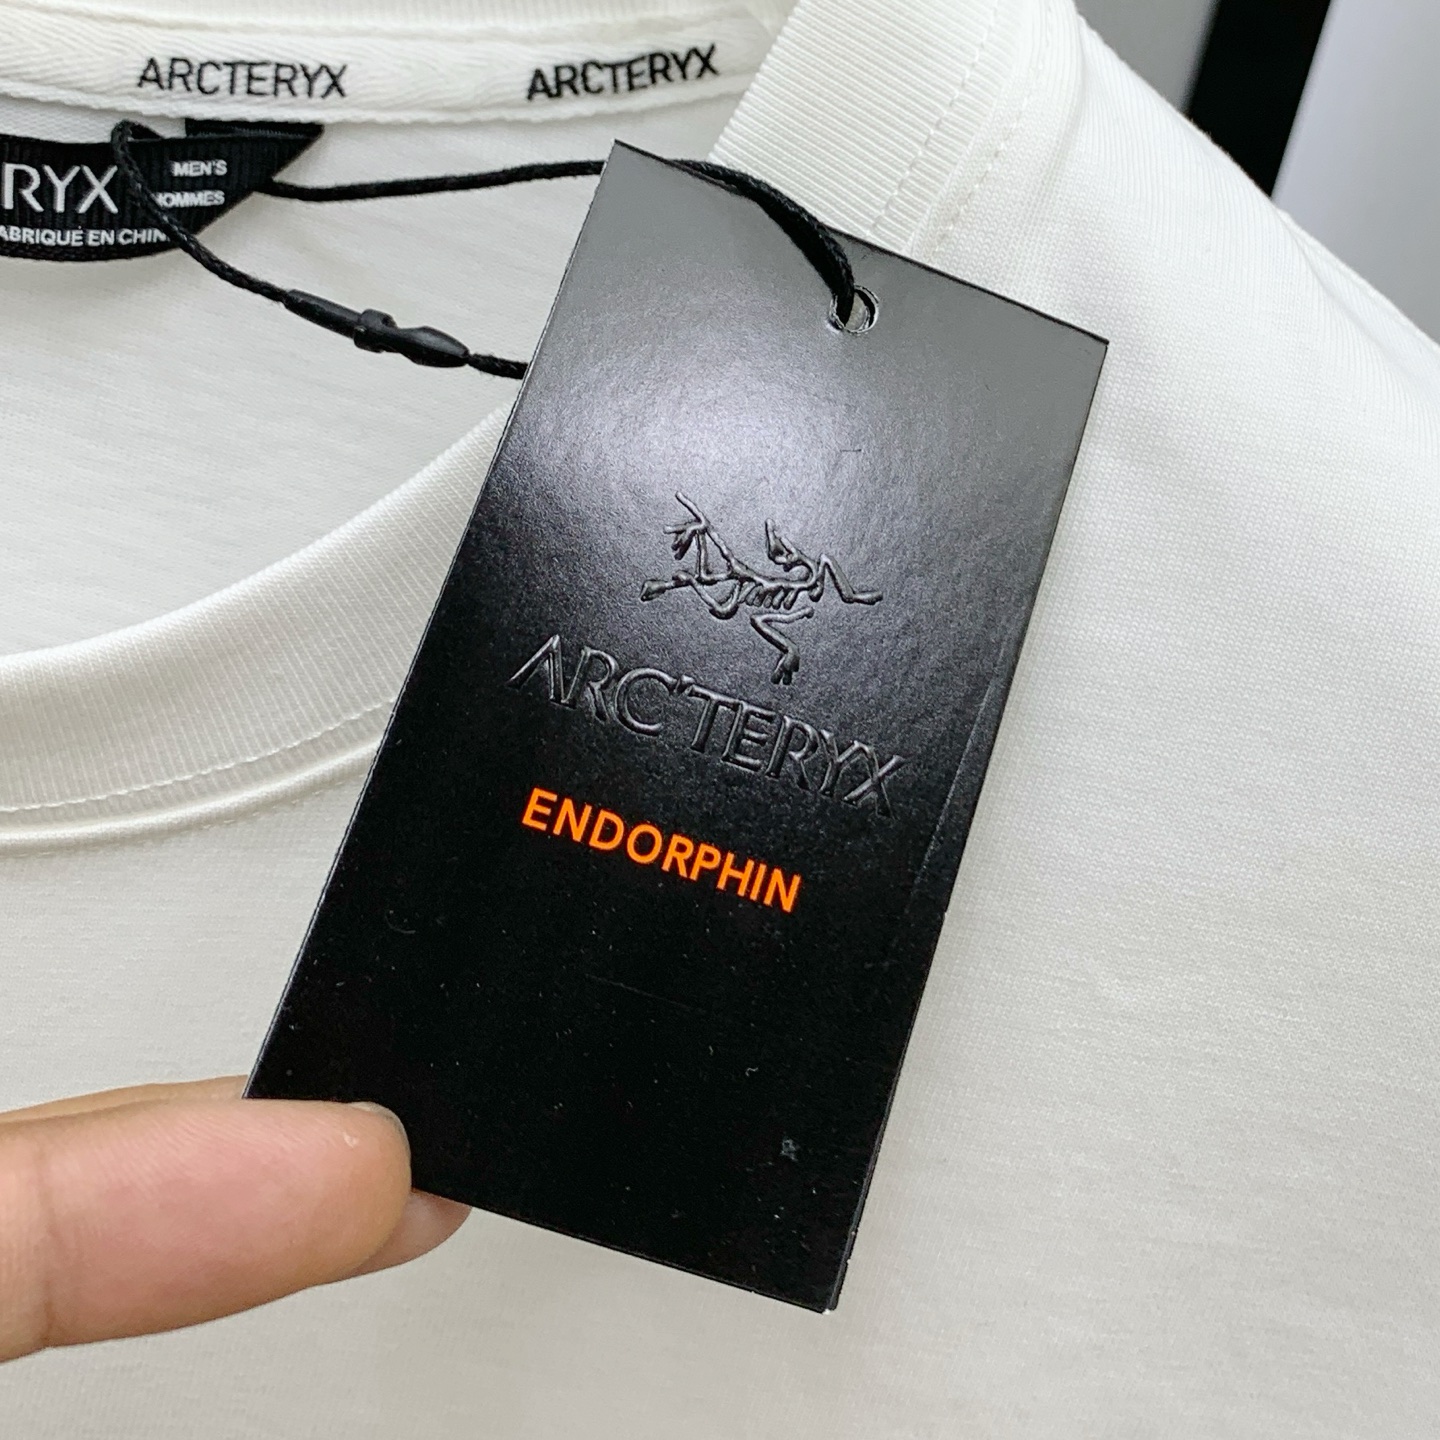 ARCTERYX ARCTERYX
RYX
MEN'S
HOMMES
ABRIQUÉ EN CHIN
ARC'TERYX
ENDORPHIN